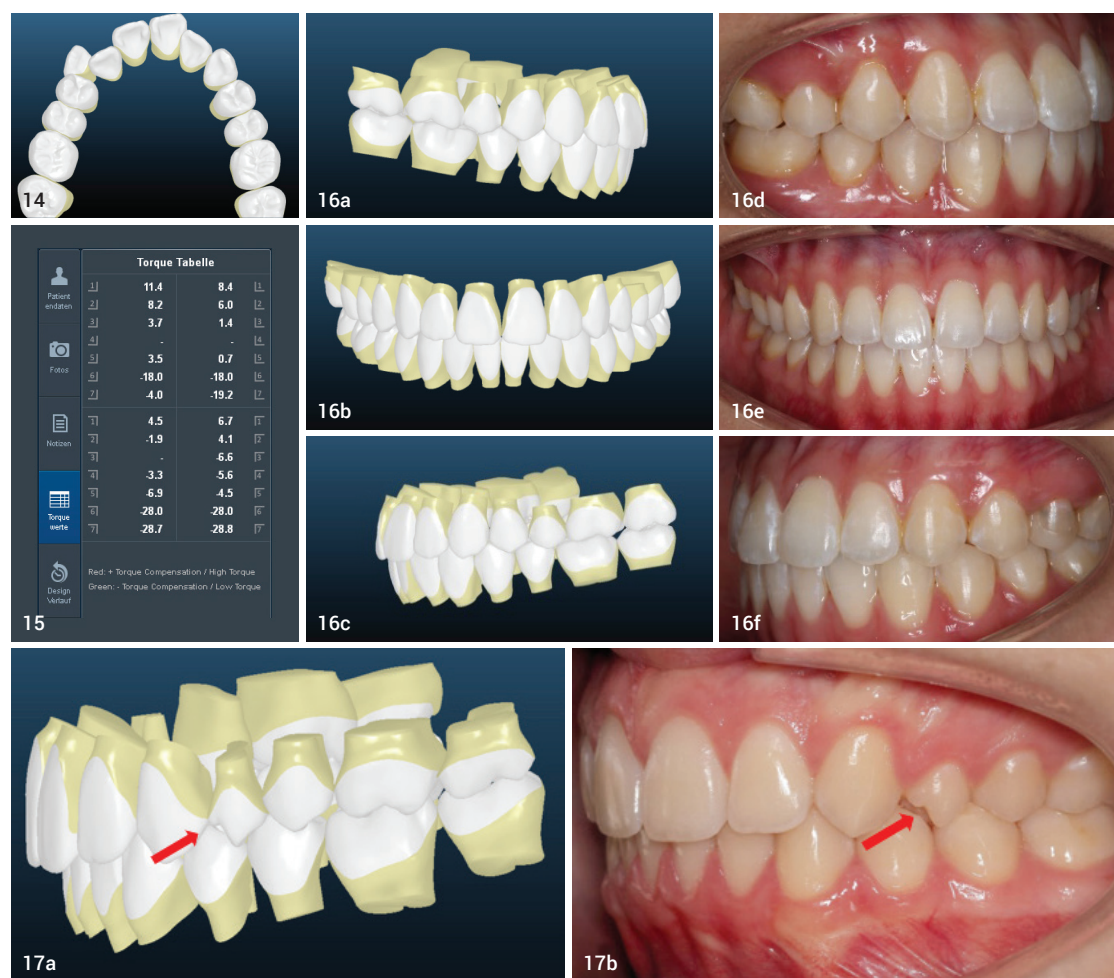 14
16a
16d
16b
16e
16c
16f
Patient
endaten
Fotos
Notizen
Torque
werte
Design
Verlauf
Torque Tabelle
1 11.4 8.4 1
2 8.2 6.0 2
3 3.7 1.4 3
4 - - 4
5 3.5 0.7 5
6 -18.0 -18.0 6
7 -4.0 -19.2 7
1 4.5 6.7 1
2 -1.9 4.1 2
3 - -6.6 3
4 -3.3 -5.6 4
5 -6.9 -4.5 5
6 -28.0 -28.0 6
7 -28.7 -28.8 7
Red: + Torque Compensation / High Torque
Green: - Torque Compensation / Low Torque
15
17a
17b